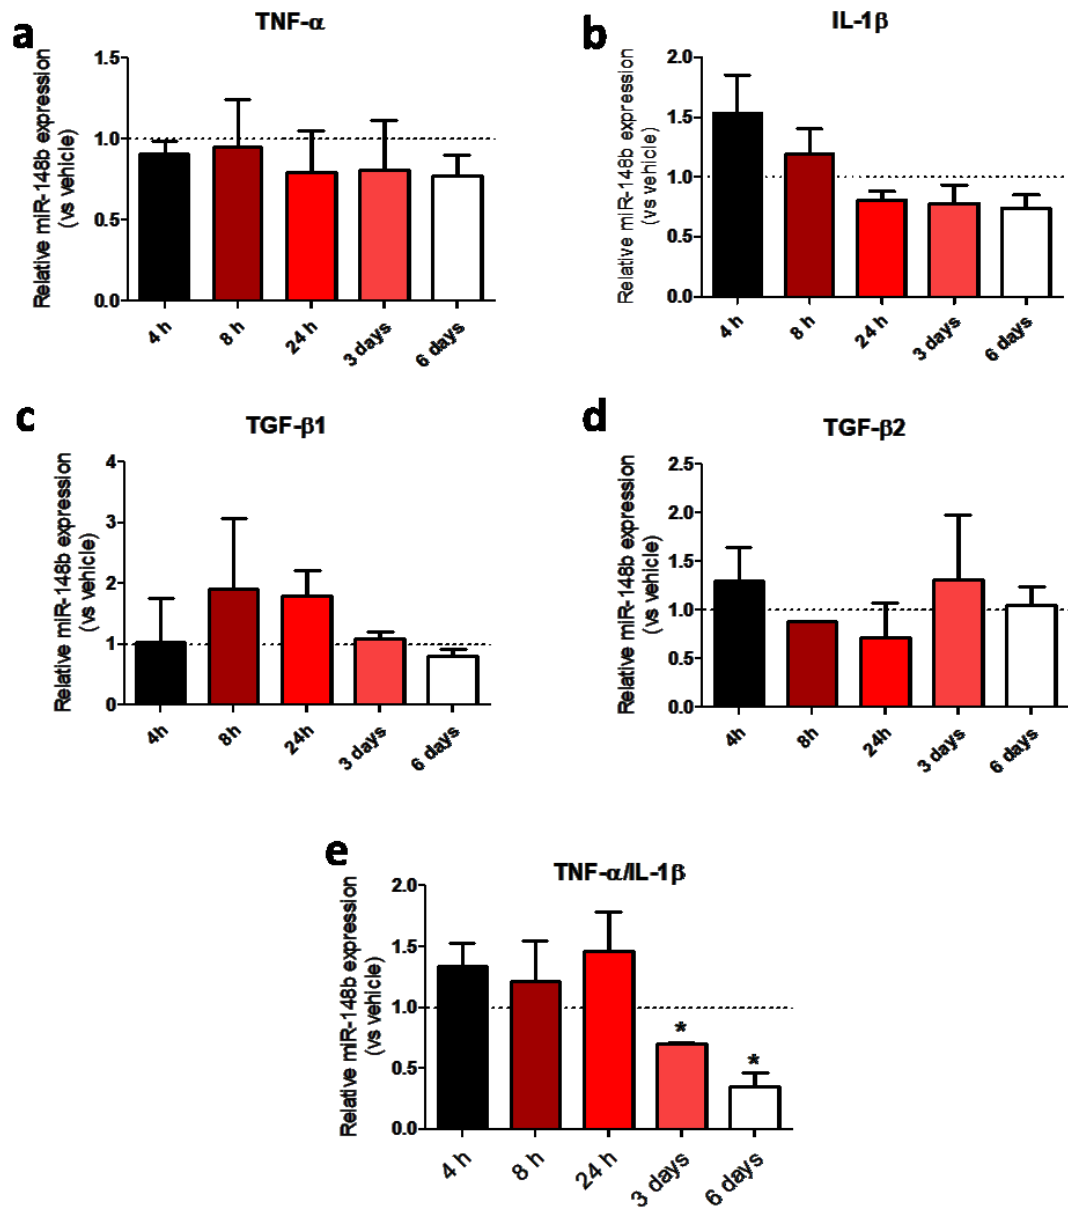 a
TNF-α
Relative miR-148b expression
(vs vehicle)
1.5
1.0
0.5
0.0
4 h
8 h
24 h
3 days
6 days
b
IL-1β
Relative miR-148b expression
(vs vehicle)
2.0
1.5
1.0
0.5
0.0
4 h
8 h
24 h
3 days
6 days
c
TGF-β1
Relative miR-148b expression
(vs vehicle)
4
3
2
1
0
4h
8h
24h
3 days
6 days
d
TGF-β2
Relative miR-148b expression
(vs vehicle)
2.5
2.0
1.5
1.0
0.5
0.0
4h
8h
24h
3 days
6 days
e
TNF-α/IL-1β
Relative miR-148b expression
(vs vehicle)
2.0
1.5
1.0
0.5
0.0
*
*
4 h
8 h
24 h
3 days
6 days